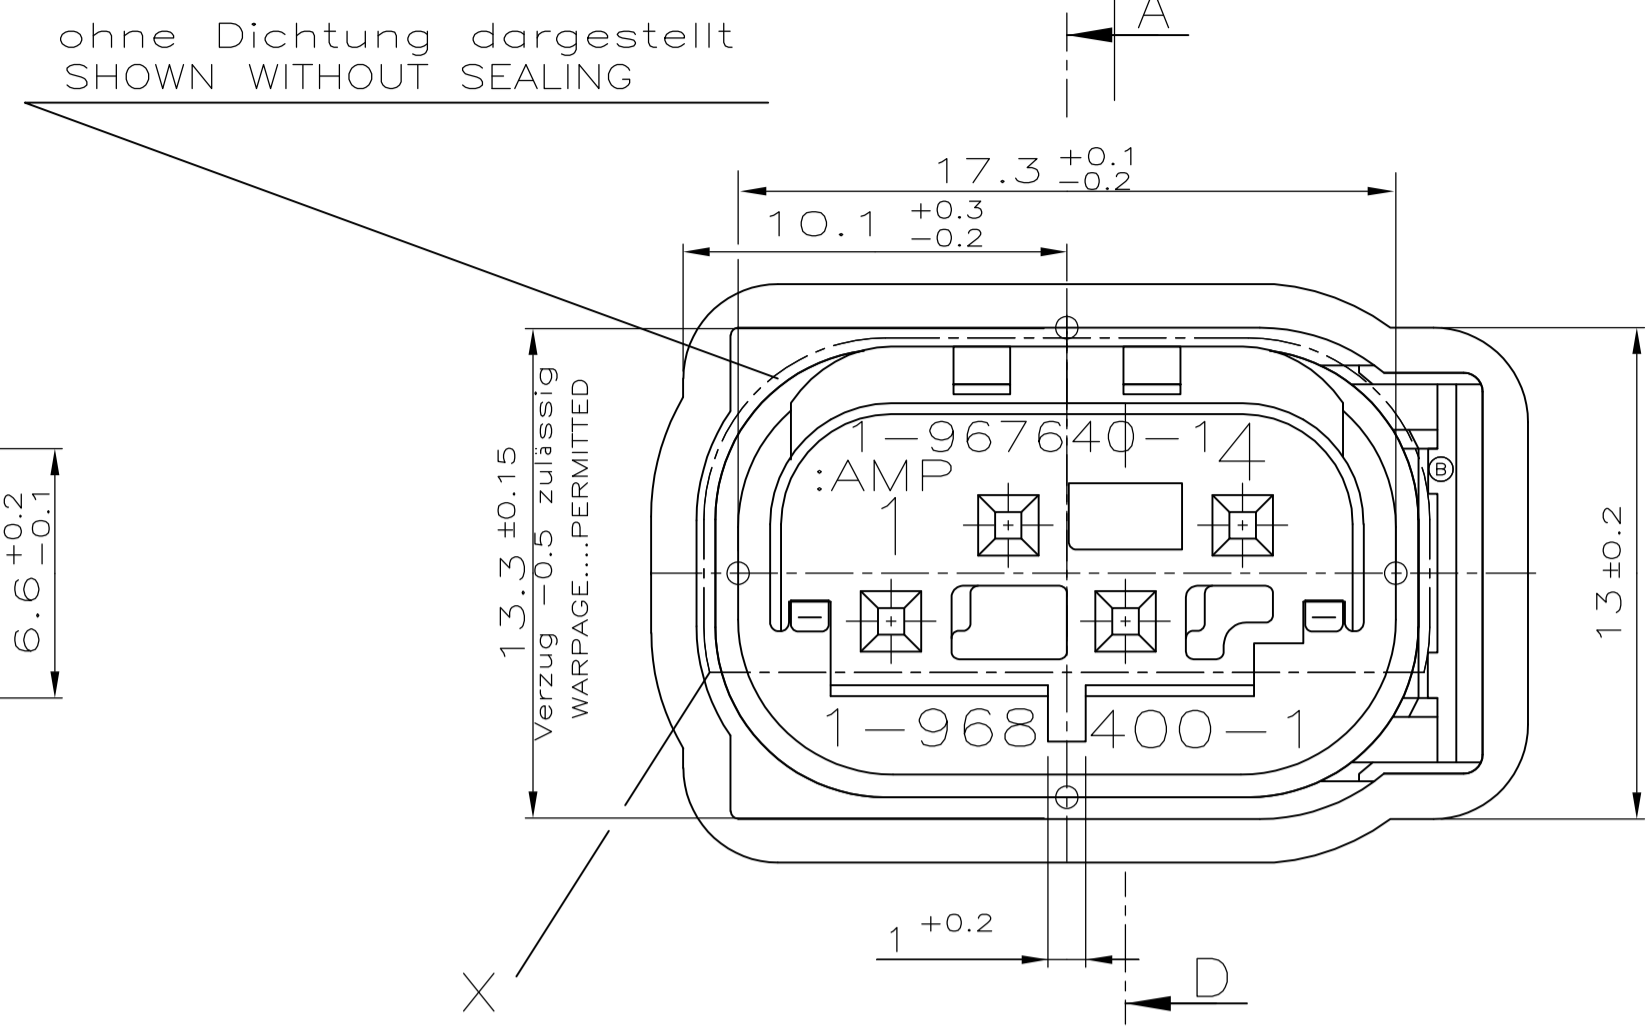 ohne Dichtung dargestellt
SHOWN WITHOUT SEALING
A
17.3 +0.1 -0.2
10.1 +0.3 -0.2
13.3 ±0.15
Verzug -0.5 zulässig
WARPAGE....PERMITTED
6.6 +0.2 -0.1
1-967640-1
4
:AMP
1
B
13 ±0.2
1-968400-1
1 +0.2
X
D